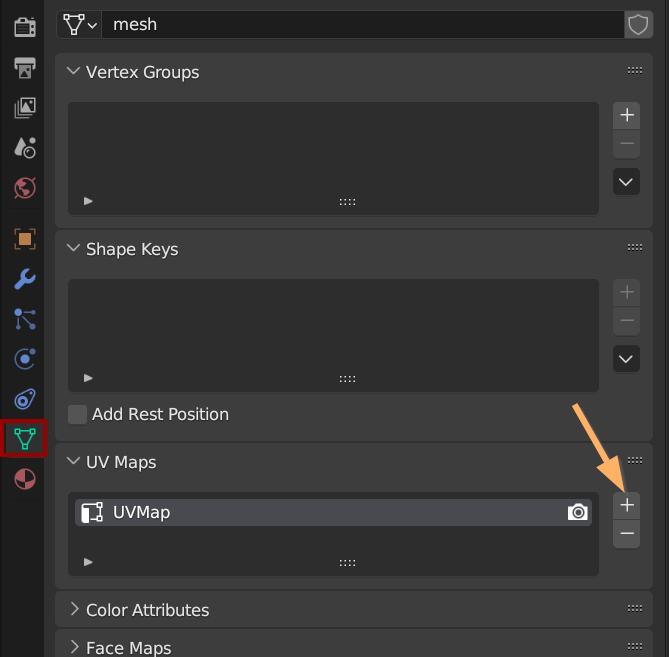 mesh
Vertex Groups
Shape Keys
Add Rest Position
UV Maps
UVMap
Color Attributes
Face Maps